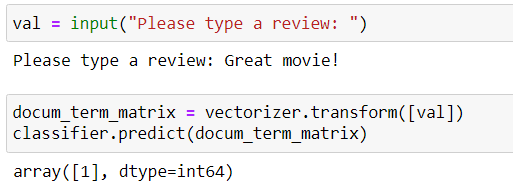 val = input("Please type a review: ")
Please type a review: Great movie!
docum_term_matrix = vectorizer.transform([val])
classifier.predict(docum_term_matrix)
array([1], dtype=int64)